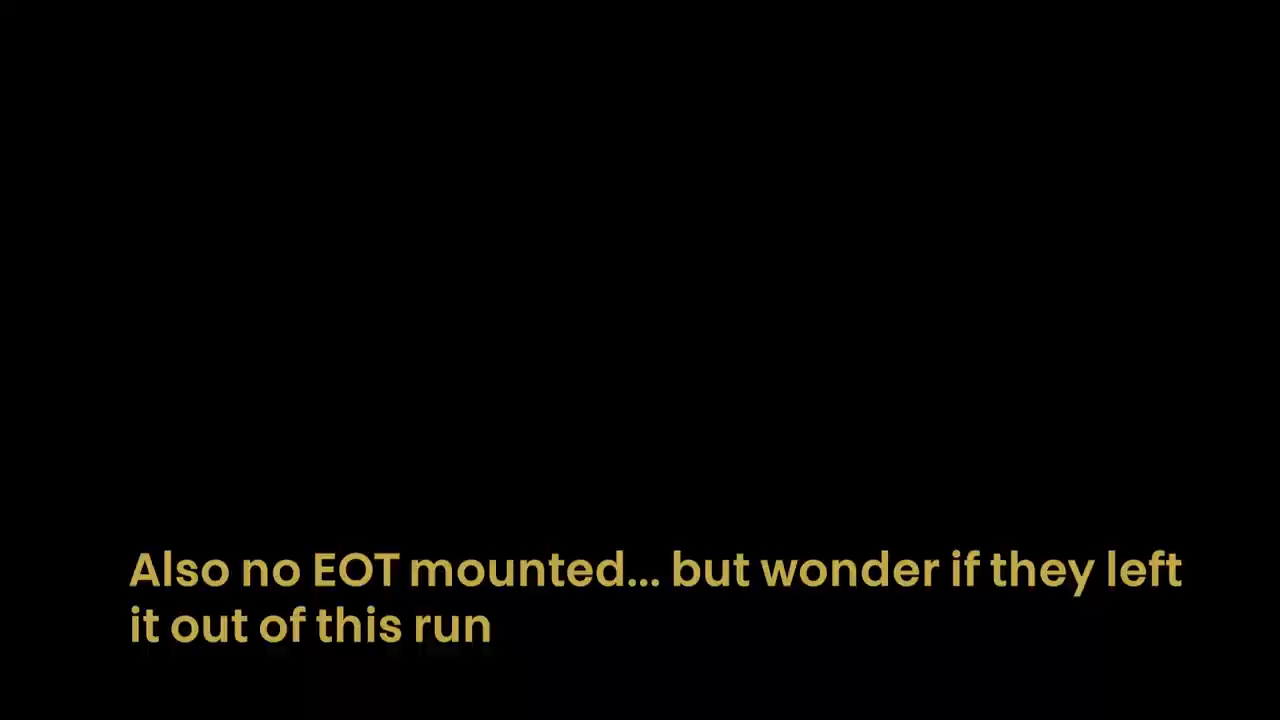 Also no EOT mounted... but wonder if they left
it out of this run